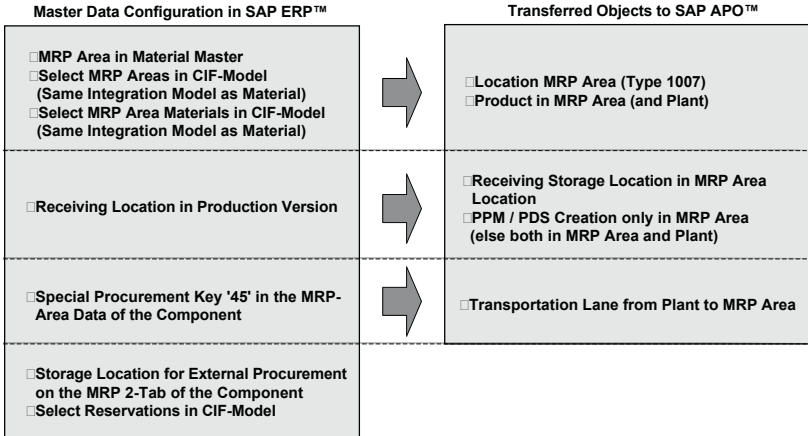 Master Data Configuration in SAP ERP™
Transferred Objects to SAP APO™
MRP Area in Material Master
Select MRP Areas in CIF-Model
(Same Integration Model as Material)
Select MRP Area Materials in CIF-Model
(Same Integration Model as Material)
Location MRP Area (Type 1007)
Product in MRP Area (and Plant)
Receiving Location in Production Version
Receiving Storage Location in MRP Area
Location
PPM / PDS Creation only in MRP Area
(else both in MRP Area and Plant)
Special Procurement Key '45' in the MRP-
Area Data of the Component
Transportation Lane from Plant to MRP Area
Storage Location for External Procurement
on the MRP 2-Tab of the Component
Select Reservations in CIF-Model